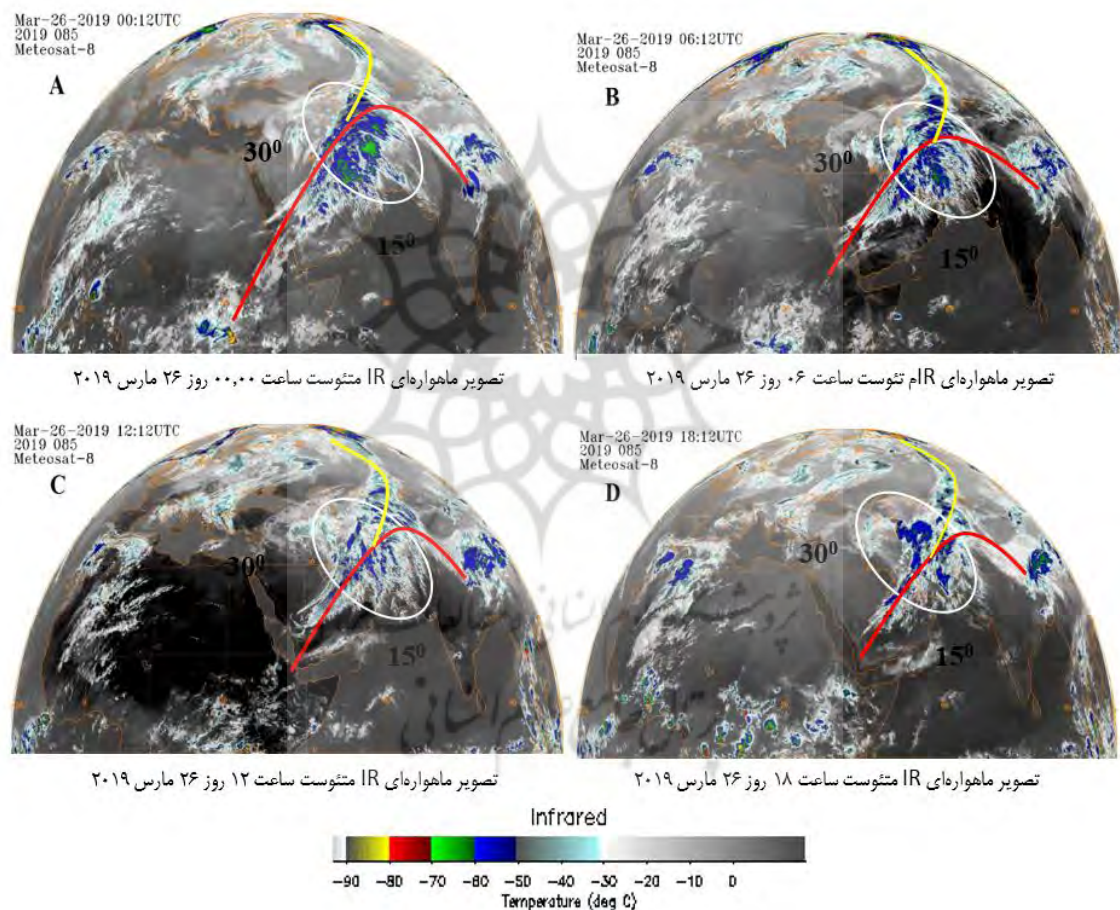 Mar-26-2019 00:12UTC
2019 085
Meteosat-8
A
30⁰
15⁰
Mar-26-2019 06:12UTC
2019 085
Meteosat-8
B
30⁰
15⁰
تصویر ماهواره‌ای IR متئوست ساعت ۰۰,۰۰ روز ۲۶ مارس ۲۰۱۹
تصویر ماهواره‌ای IRم تئوست ساعت ۰۶ روز ۲۶ مارس ۲۰۱۹
Mar-26-2019 12:12UTC
2019 085
Meteosat-8
C
30⁰
15⁰
Mar-26-2019 18:12UTC
2019 085
Meteosat-8
D
30⁰
15⁰
تصویر ماهواره‌ای IR متئوست ساعت ۱۲ روز ۲۶ مارس ۲۰۱۹
تصویر ماهواره‌ای IR متئوست ساعت ۱۸ روز ۲۶ مارس ۲۰۱۹
Infrared
-90 -80 -70 -60 -50 -40 -30 -20 -10 0
Temperature (deg C)